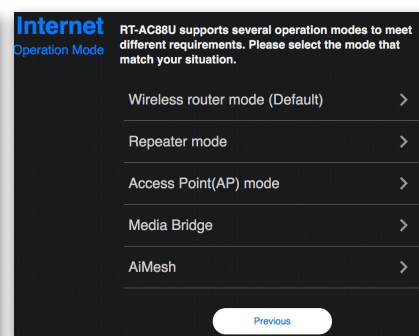 Internet
Operation Mode
RT-AC88U supports several operation modes to meet
different requirements. Please select the mode that
match your situation.
Wireless router mode (Default)
Repeater mode
Access Point(AP) mode
Media Bridge
AiMesh
Previous